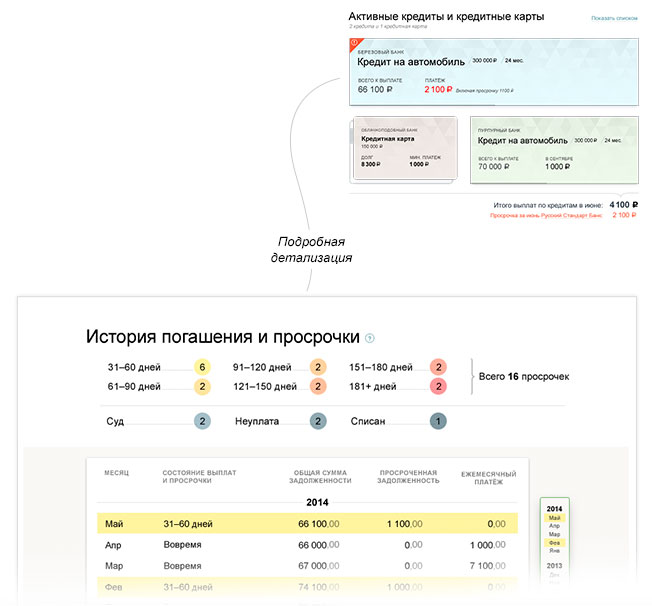 Активные кредиты и кредитные карты
Показать списком
2 кредита и 1 кредитная карта
БЕРЕЗОВЫЙ БАНК
Кредит на автомобиль 300 000 ₽ 24 мес.
ВСЕГО К ВЫПЛАТЕ ПЛАТЁЖ
66 100 ₽ 2 100 ₽ Включая просрочку 1100 ₽
ОБЛАКОПОДОБНЫЙ БАНК
Кредитная карта
150 000 ₽
ДОЛГ МИН. ПЛАТЕЖ
8 300 ₽ 1 000 ₽
ПУРПУРНЫЙ БАНК
Кредит на автомобиль 300 000 ₽ 24 мес.
ВСЕГО К ВЫПЛАТЕ В СЕНТЯБРЕ
70 000 ₽ 1 000 ₽
Итого выплат по кредитам в июне: 4 100 ₽
Просрочка за июнь Русский Стандарт Банк: 2 100 ₽
Подробная
детализация
История погашения и просрочки ?
31–60 дней 6 91–120 дней 2 151–180 дней 2
61–90 дней 2 121–150 дней 2 181+ дней 2
Всего 16 просрочек
Суд 2 Неуплата 2 Списан 1
МЕСЯЦ СОСТОЯНИЕ ВЫПЛАТ И ПРОСРОЧКИ ОБЩАЯ СУММА ЗАДОЛЖЕННОСТИ ПРОСРОЧЕННАЯ ЗАДОЛЖЕННОСТЬ ЕЖЕМЕСЯЧНЫЙ ПЛАТЁЖ
2014
Май 31–60 дней 66 100.00 1 100.00 0,00
Апр Вовремя 66 000.00 0.00 1 000.00
Мар Вовремя 67 000.00 0.00 7 100.00
Фев 31–60 дней 74 100.00 1 000.00 0.00
2014
Май
Апр
Мар
Фев
Янв
2013
Дек